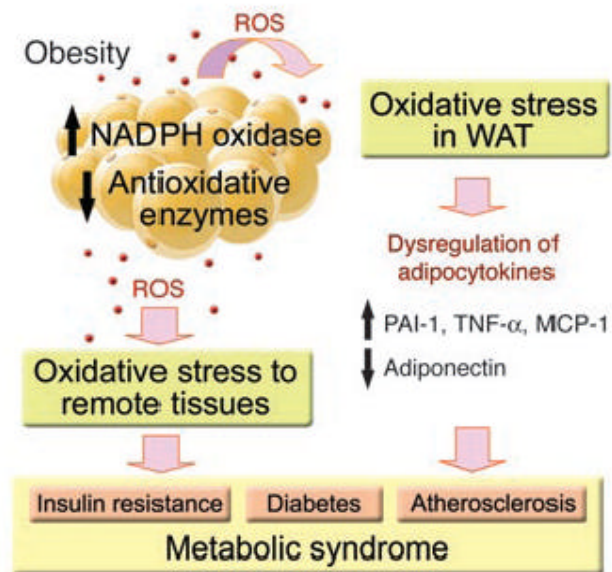 ROS
Obesity
NADPH oxidase
Antioxidative
enzymes
ROS
Oxidative stress to
remote tissues
Oxidative stress
in WAT
Dysregulation of
adipocytokines
PAI-1, TNF-α, MCP-1
Adiponectin
Insulin resistance
Diabetes
Atherosclerosis
Metabolic syndrome